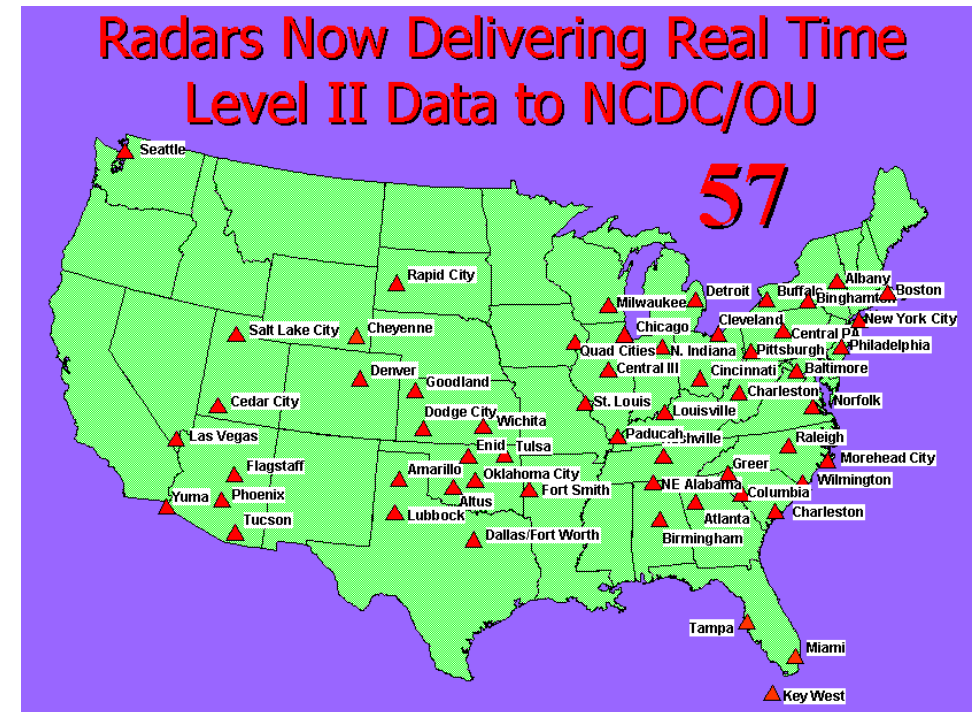 Radars Now Delivering Real Time
Level II Data to NCDC/OU
57
Seattle
Rapid City
Salt Lake City
Cheyenne
Denver
Goodland
Cedar City
Dodge City
Wichita
Las Vegas
Enid
Tulsa
Flagstaff
Amarillo
Oklahoma City
Yuma
Phoenix
Altus
Fort Smith
Tucson
Lubbock
Dallas/Fort Worth
Milwaukee
Detroit
Buffalo
Albany
Binghamton
Boston
Chicago
Cleveland
Central PA
New York City
Quad Cities
N. Indiana
Pittsburgh
Philadelphia
Central Ill
Cincinnati
Baltimore
St. Louis
Louisville
Charleston
Norfolk
Paducah
Raleigh
Morehead City
Greer
NE Alabama
Columbia
Wilmington
Atlanta
Charleston
Birmingham
Tampa
Miami
Key West